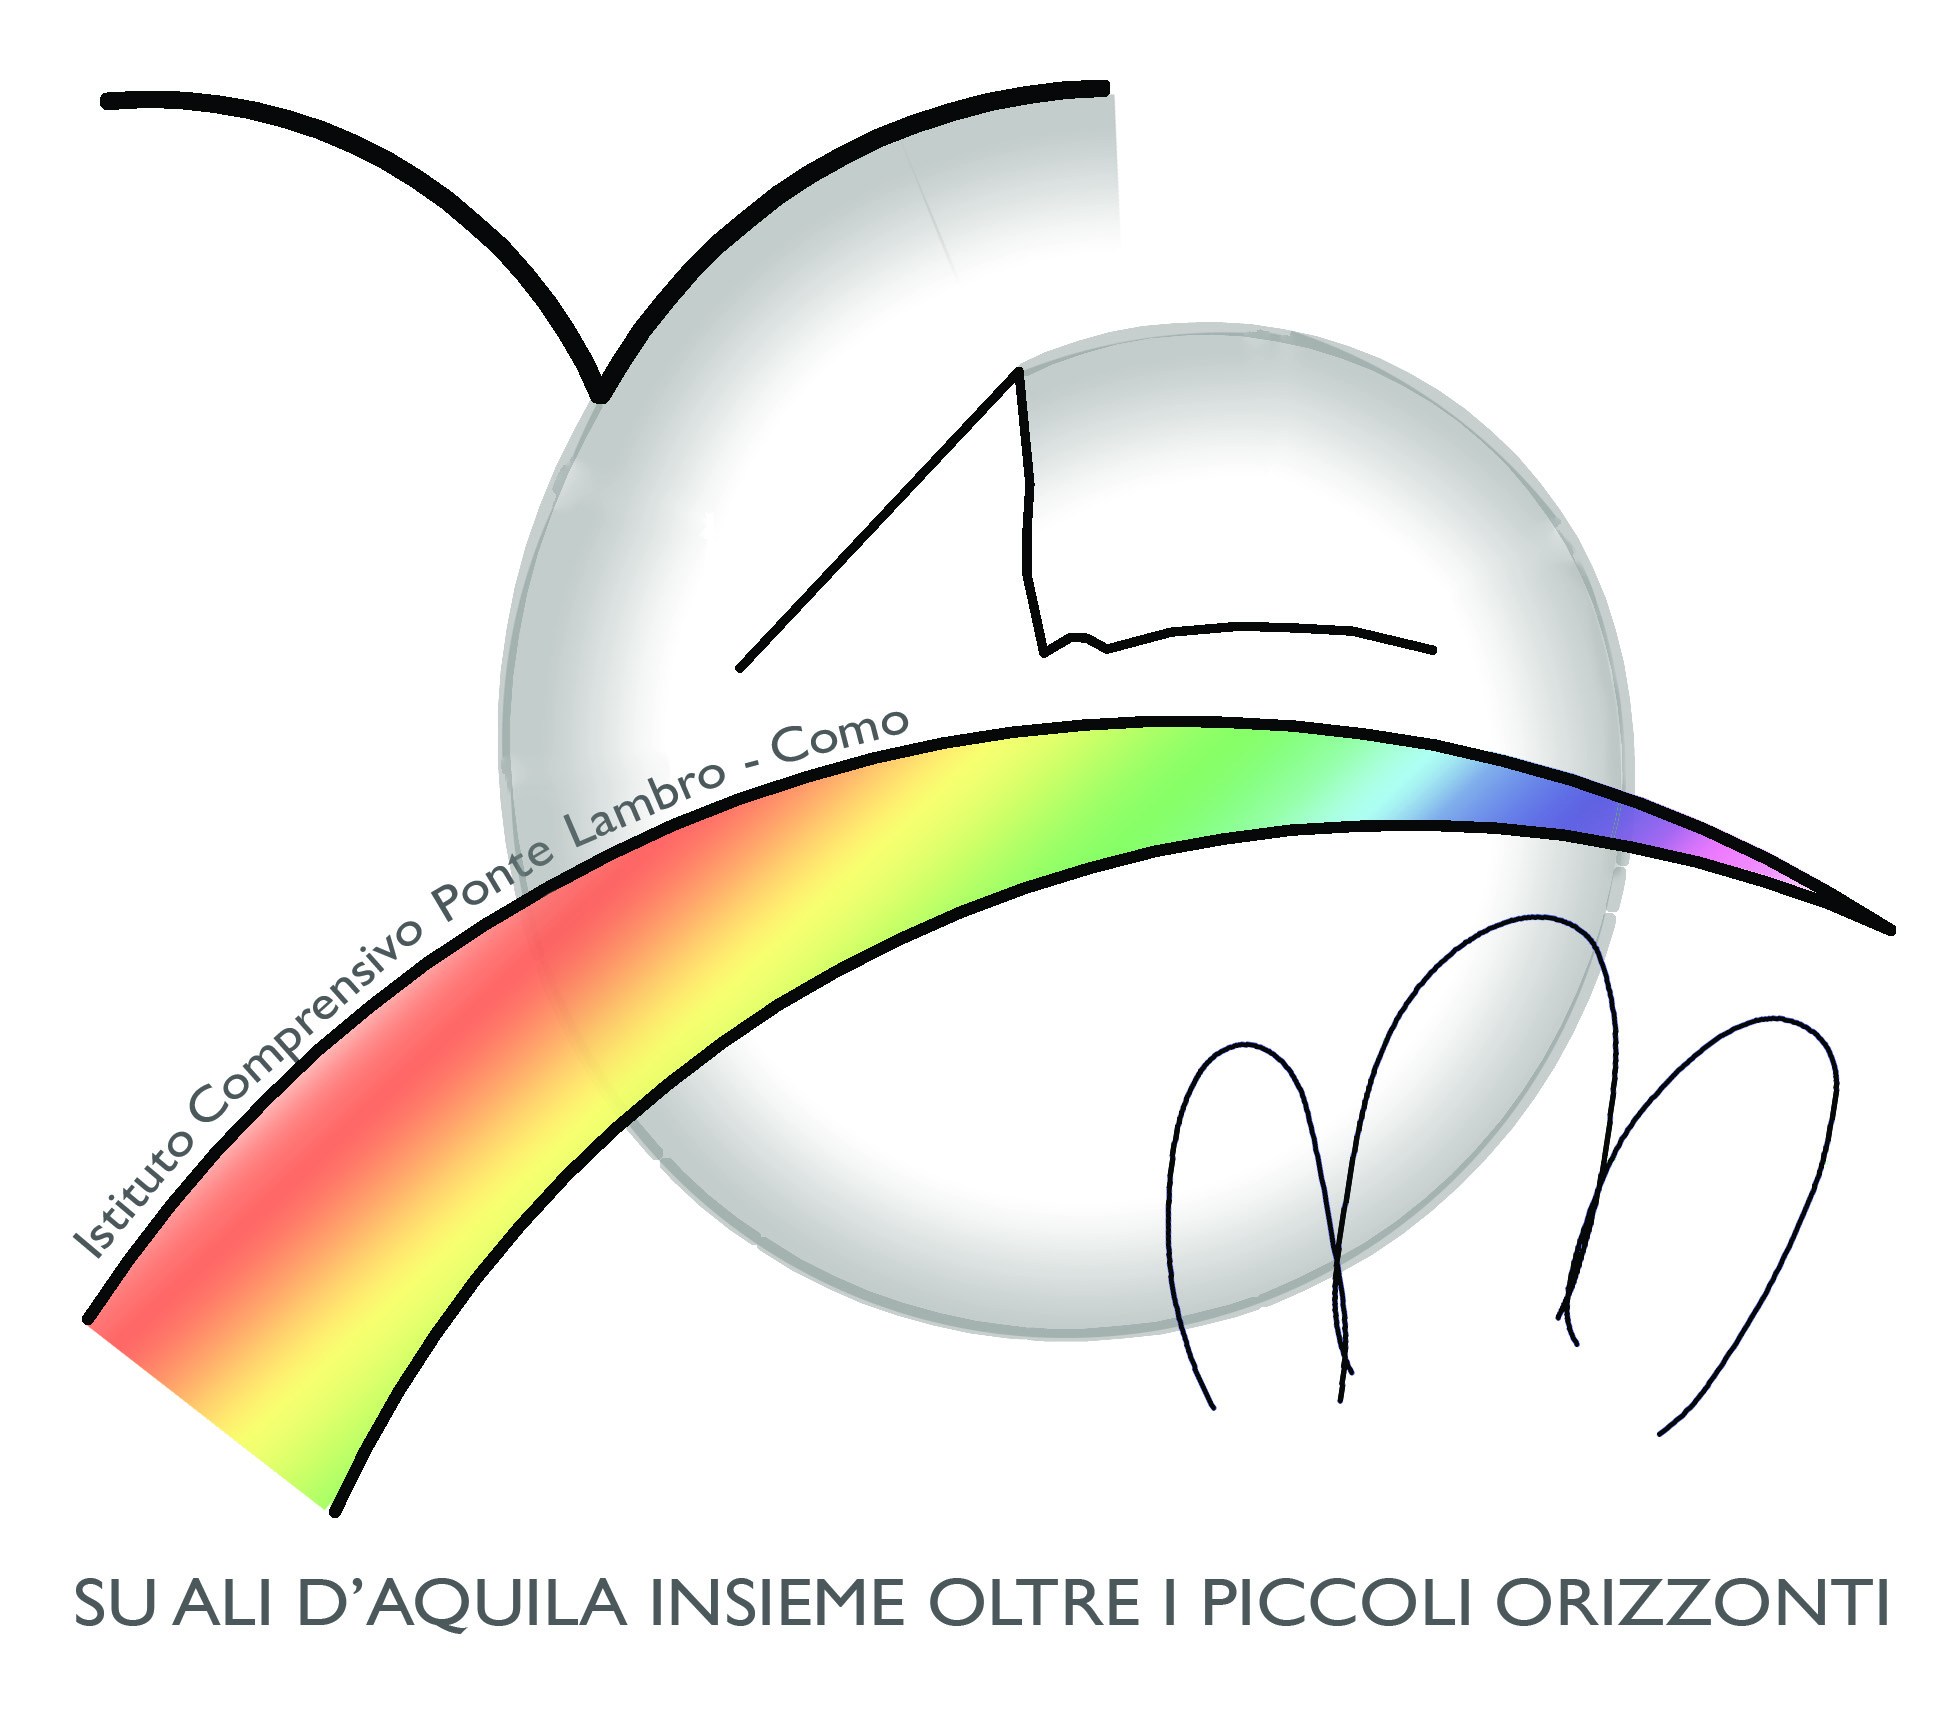 Istituto Comprensivo Ponte Lambro - Como
SU ALI D’AQUILA INSIEME OLTRE I PICCOLI ORIZZONTI